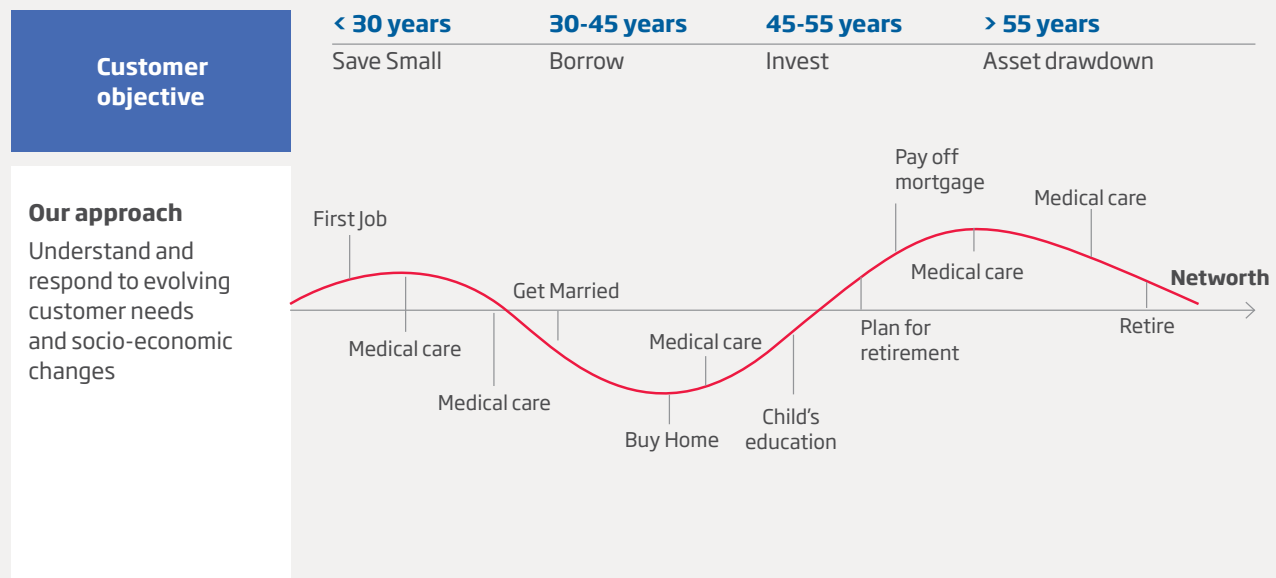 Customer
objective
< 30 years
30-45 years
45-55 years
> 55 years
Save Small
Borrow
Invest
Asset drawdown
Our approach
Understand and
respond to evolving
customer needs
and socio-economic
changes
First Job
Medical care
Medical care
Get Married
Buy Home
Medical care
Child's
education
Plan for
retirement
Pay off
mortgage
Medical care
Medical care
Retire
Networth